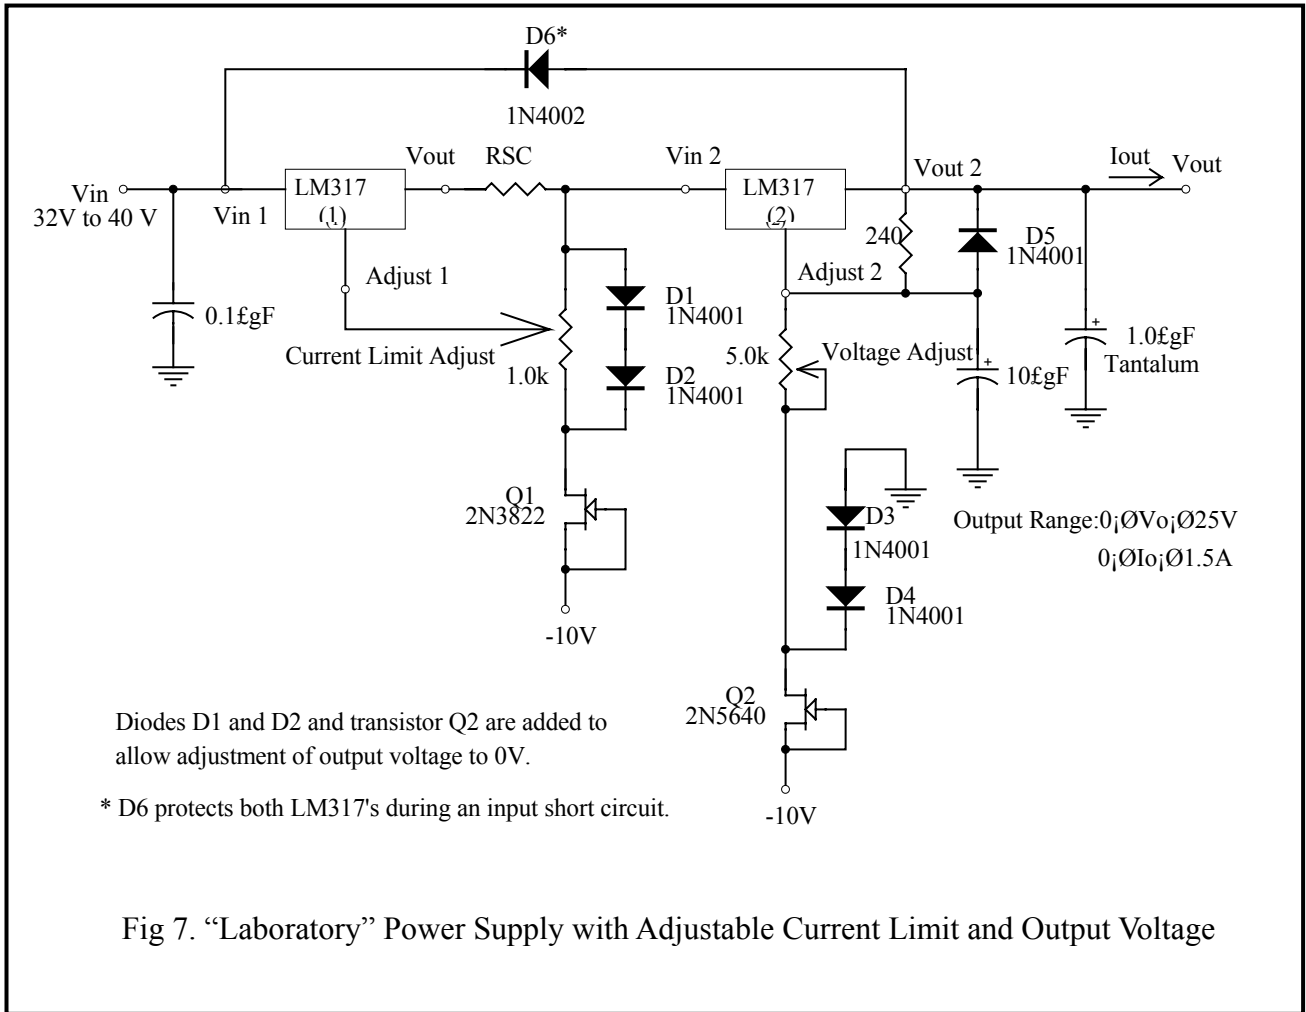 D6*
1N4002
Vout
RSC
Vin 2
Vout 2
Iout
Vout
Vin
32V to 40 V
Vin 1
LM317
(1)
LM317
(2)
240
D5
1N4001
Adjust 1
Adjust 2
0.1£gF
D1
1N4001
Current Limit Adjust
1.0k
D2
1N4001
5.0k
Voltage Adjust
10£gF
1.0£gF
Tantalum
Q1
2N3822
D3
1N4001
Output Range:0¡ØVo¡Ø25V
0¡ØIo¡Ø1.5A
D4
1N4001
-10V
Q2
2N5640
Diodes D1 and D2 and transistor Q2 are added to
allow adjustment of output voltage to 0V.
* D6 protects both LM317's during an input short circuit.
-10V
Fig 7. “Laboratory” Power Supply with Adjustable Current Limit and Output Voltage